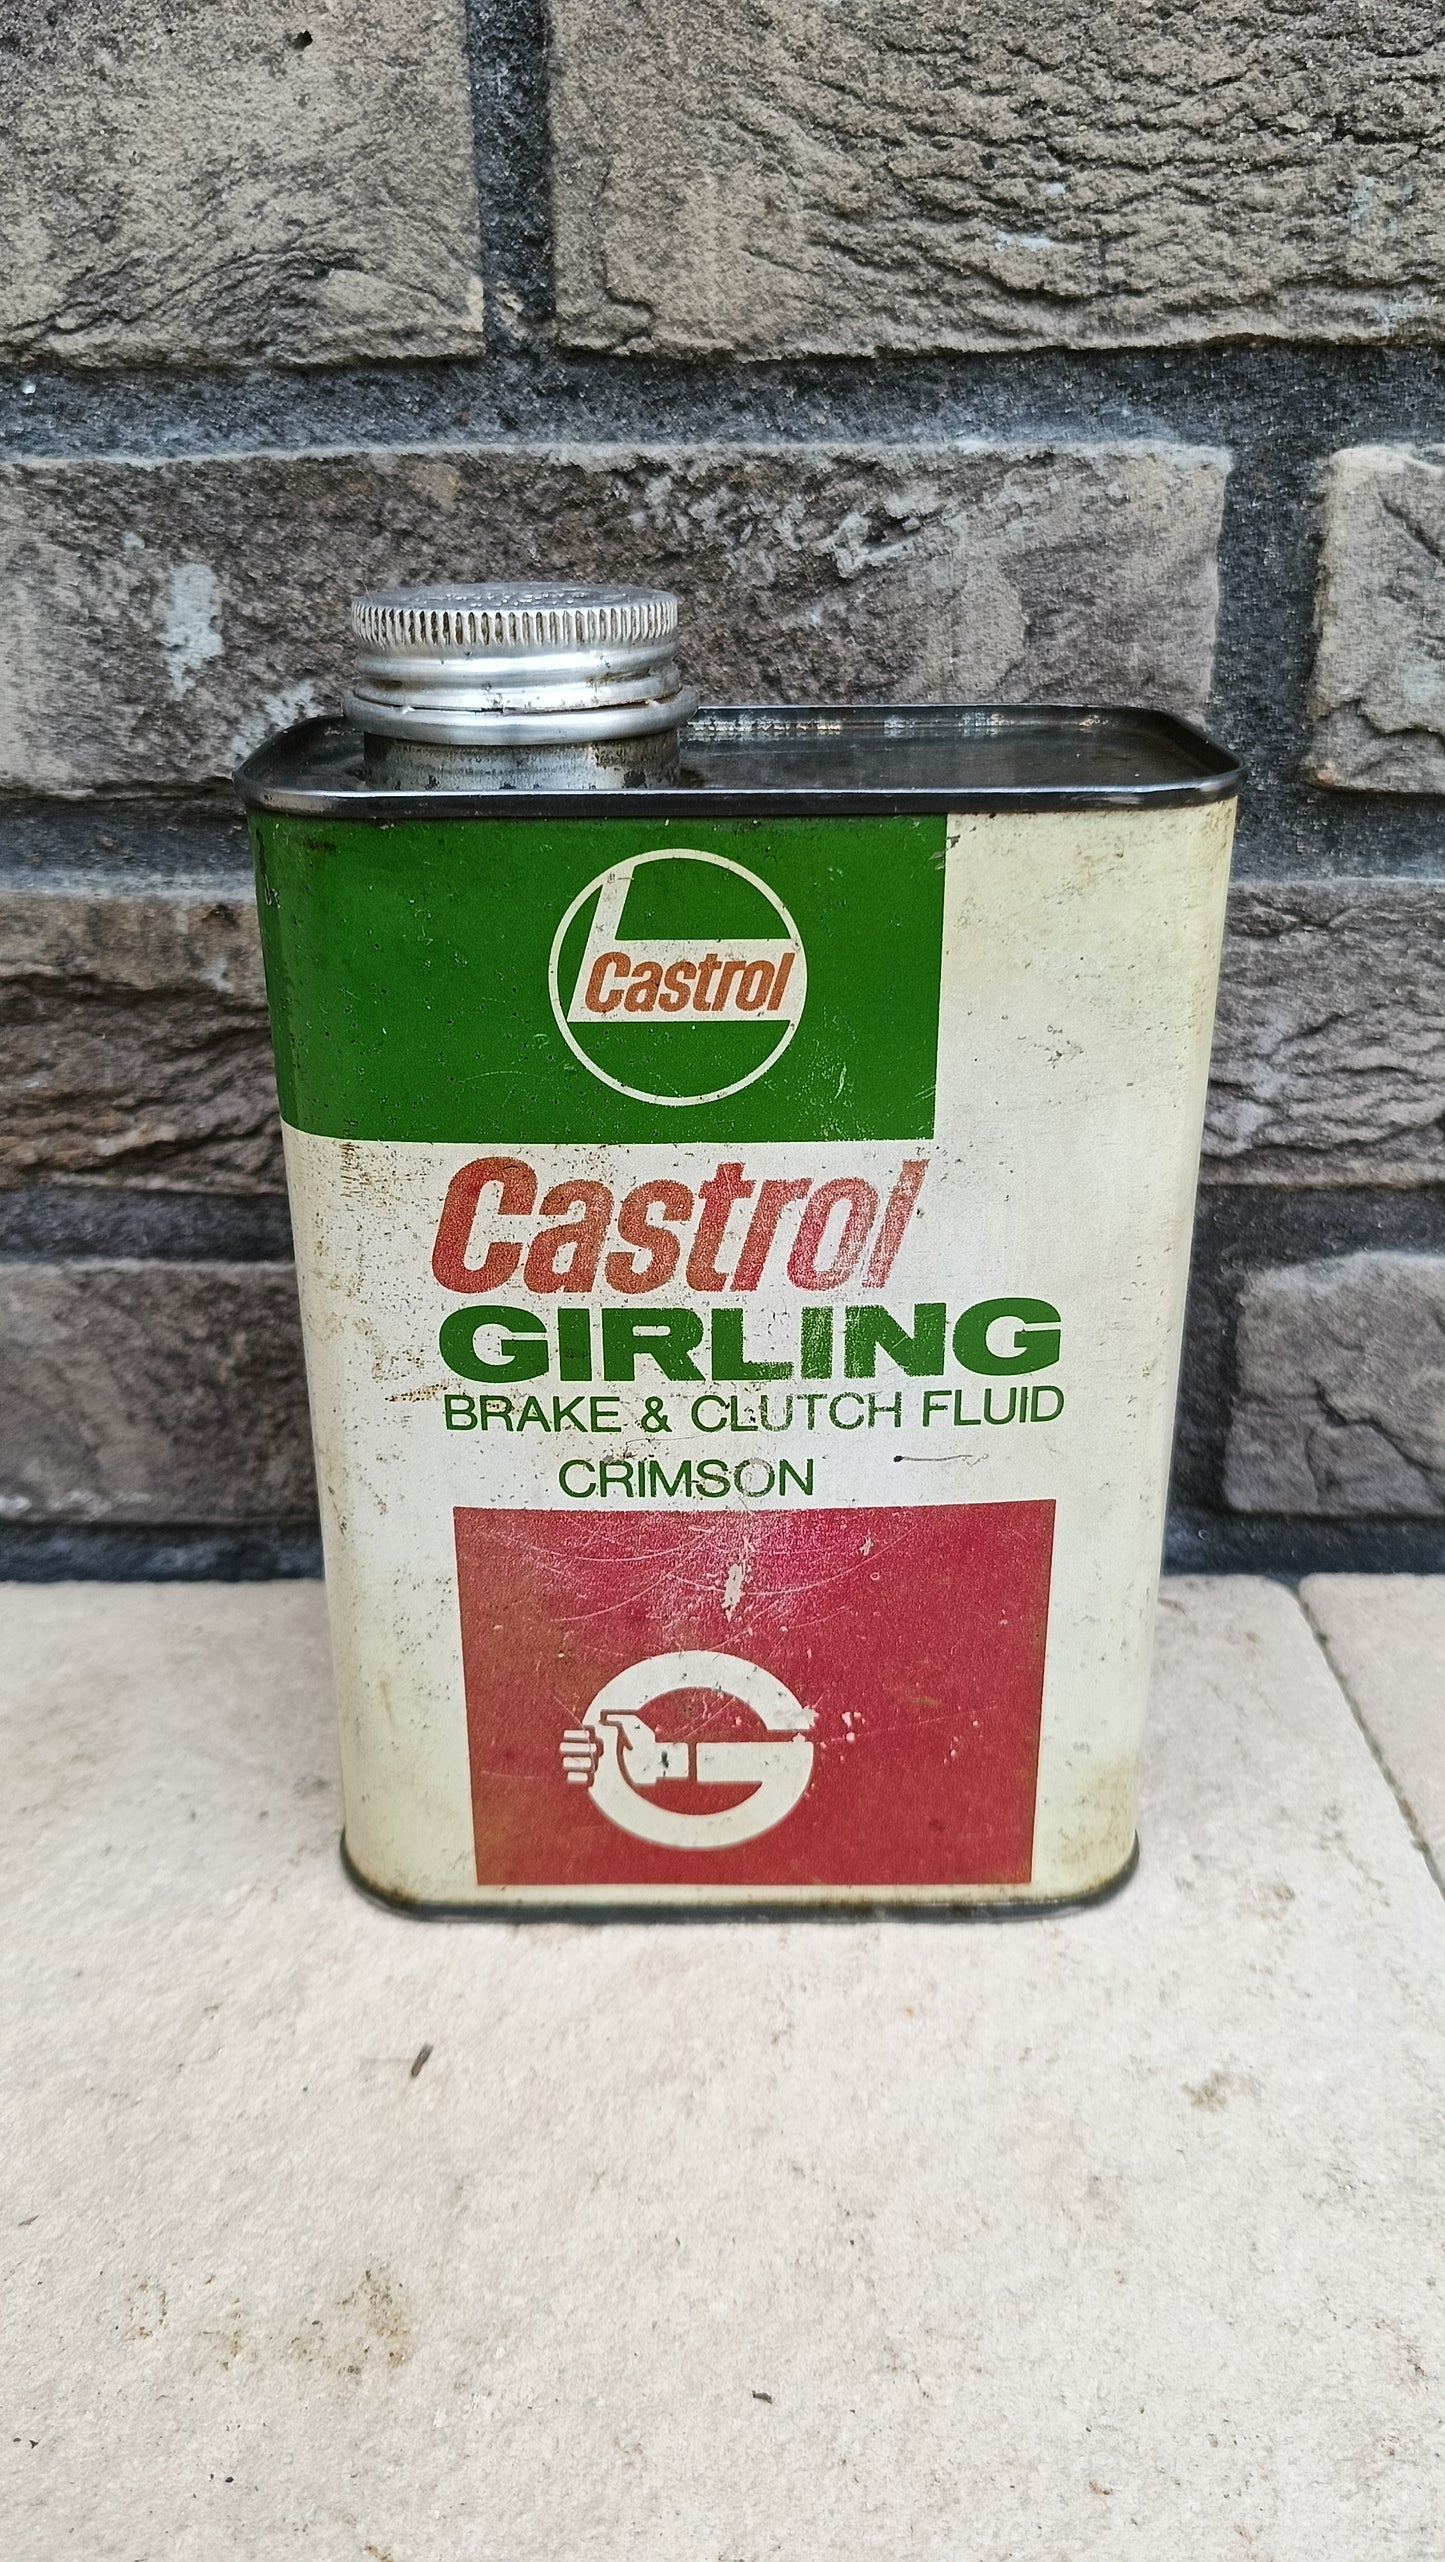 Castrol
Castrol
GIRLING
BRAKE & CLUTCH FLUID
CRIMSON